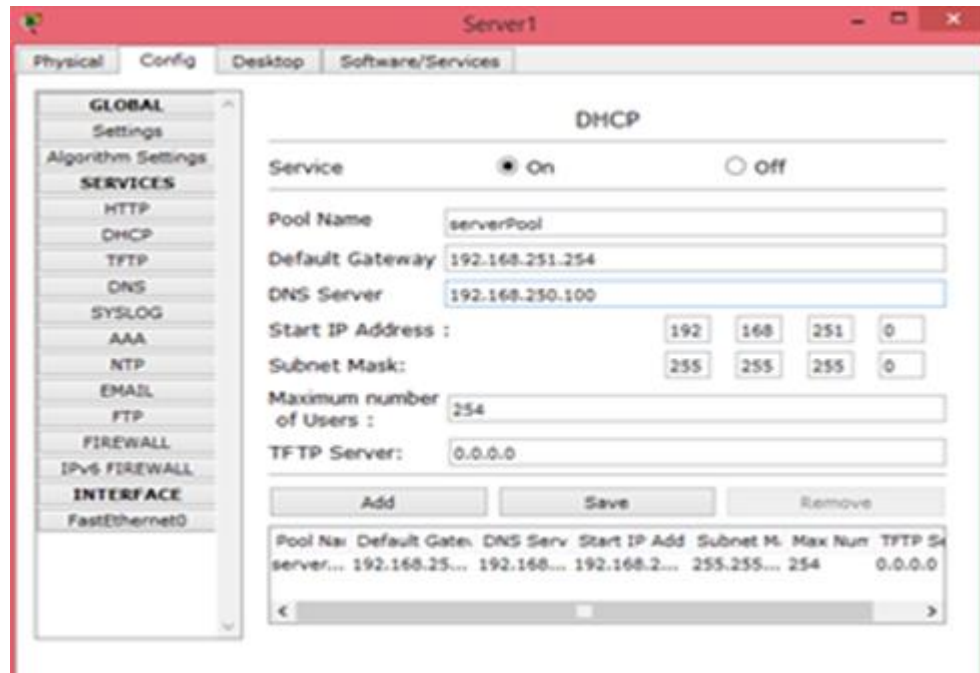 Server1
Physical Config Desktop Software/Services
GLOBAL
Settings
Algorithm Settings
SERVICES
HTTP
DHCP
TFTP
DNS
SYSLOG
AAA
NTP
EMAIL
FTP
FIREWALL
IPv6 FIREWALL
INTERFACE
FastEthernet0
DHCP
Service On Off
Pool Name serverPool
Default Gateway 192.168.251.254
DNS Server 192.168.250.100
Start IP Address : 192 168 251 0
Subnet Mask: 255 255 255 0
Maximum number
of Users : 254
TFTP Server: 0.0.0.0
Add Save Remove
Pool Nai Default Gatev DNS Serv Start IP Add Subnet M. Max Num TFTP Se
server... 192.168.25... 192.168... 192.168.2... 255.255... 254 0.0.0.0